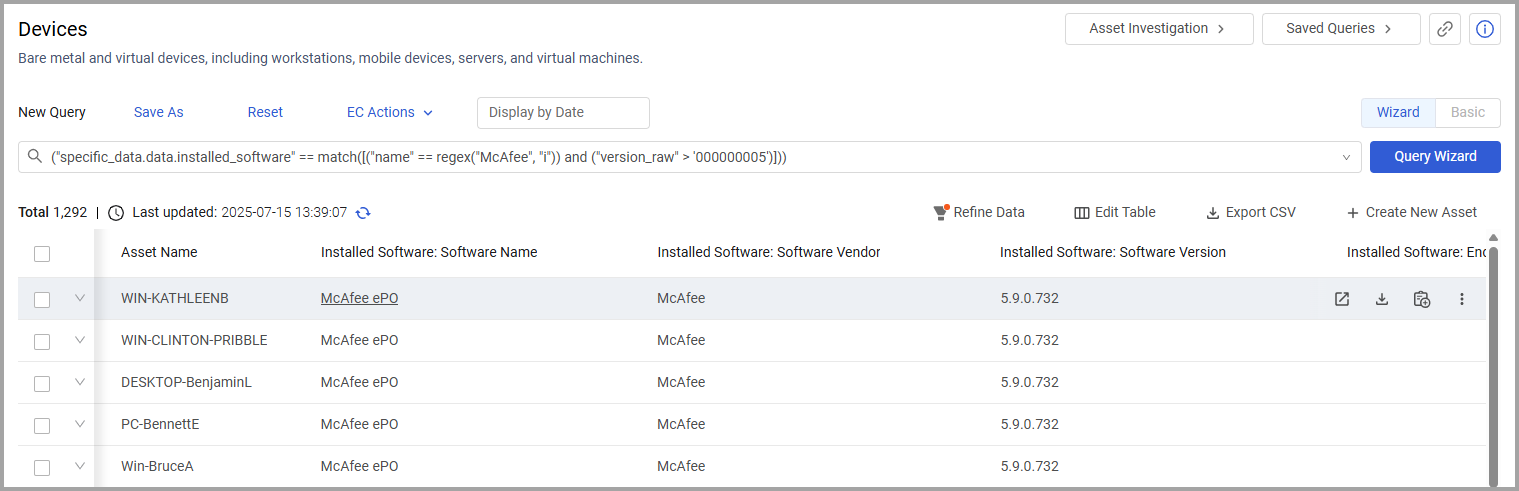 Devices
Asset Investigation
Saved Queries
Bare metal and virtual devices, including workstations, mobile devices, servers, and virtual machines.
New Query
Save As
Reset
EC Actions
Display by Date
Wizard
Basic
("specific_data.data.installed_software" == match([("name" == regex("McAfee", "i")) and ("version_raw" > '000000005')]))
Query Wizard
Total 1,292 | Last updated: 2025-07-15 13:39:07
Refine Data
Edit Table
Export CSV
Create New Asset
Asset Name Installed Software: Software Name Installed Software: Software Vendor Installed Software: Software Version Installed Software: Enc
WIN-KATHLEENB McAfee ePO McAfee 5.9.0.732
WIN-CLINTON-PRIBBLE McAfee ePO McAfee 5.9.0.732
DESKTOP-BenjaminL McAfee ePO McAfee 5.9.0.732
PC-BennettE McAfee ePO McAfee 5.9.0.732
Win-BruceA McAfee ePO McAfee 5.9.0.732